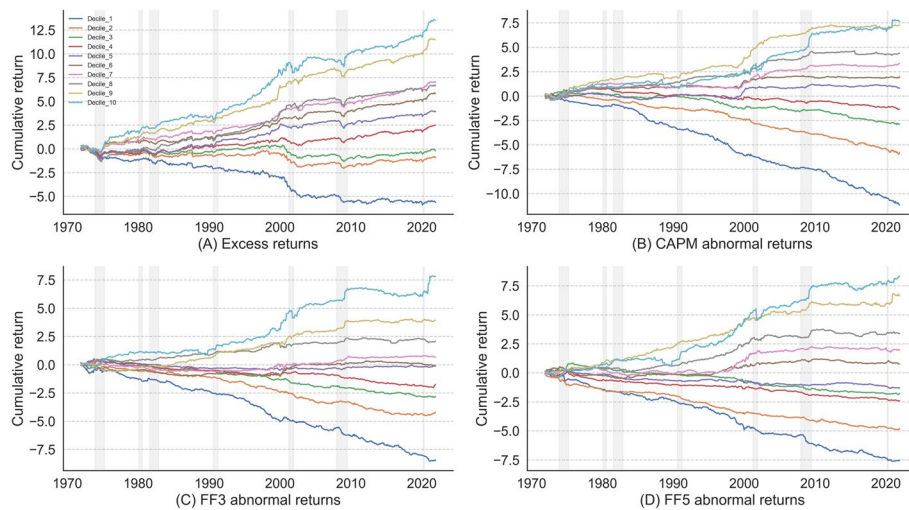 Decile_1
Decile_2
Decile_3
Decile_4
Decile_5
Decile_6
Decile_7
Decile_8
Decile_9
Decile_10
Cumulative return
12.5
10.0
7.5
5.0
2.5
0.0
−2.5
−5.0
1970 1980 1990 2000 2010 2020
(A) Excess returns
Cumulative return
7.5
5.0
2.5
0.0
−2.5
−5.0
−7.5
−10.0
1970 1980 1990 2000 2010 2020
(B) CAPM abnormal returns
Cumulative return
7.5
5.0
2.5
0.0
−2.5
−5.0
−7.5
1970 1980 1990 2000 2010 2020
(C) FF3 abnormal returns
Cumulative return
7.5
5.0
2.5
0.0
−2.5
−5.0
−7.5
1970 1980 1990 2000 2010 2020
(D) FF5 abnormal returns